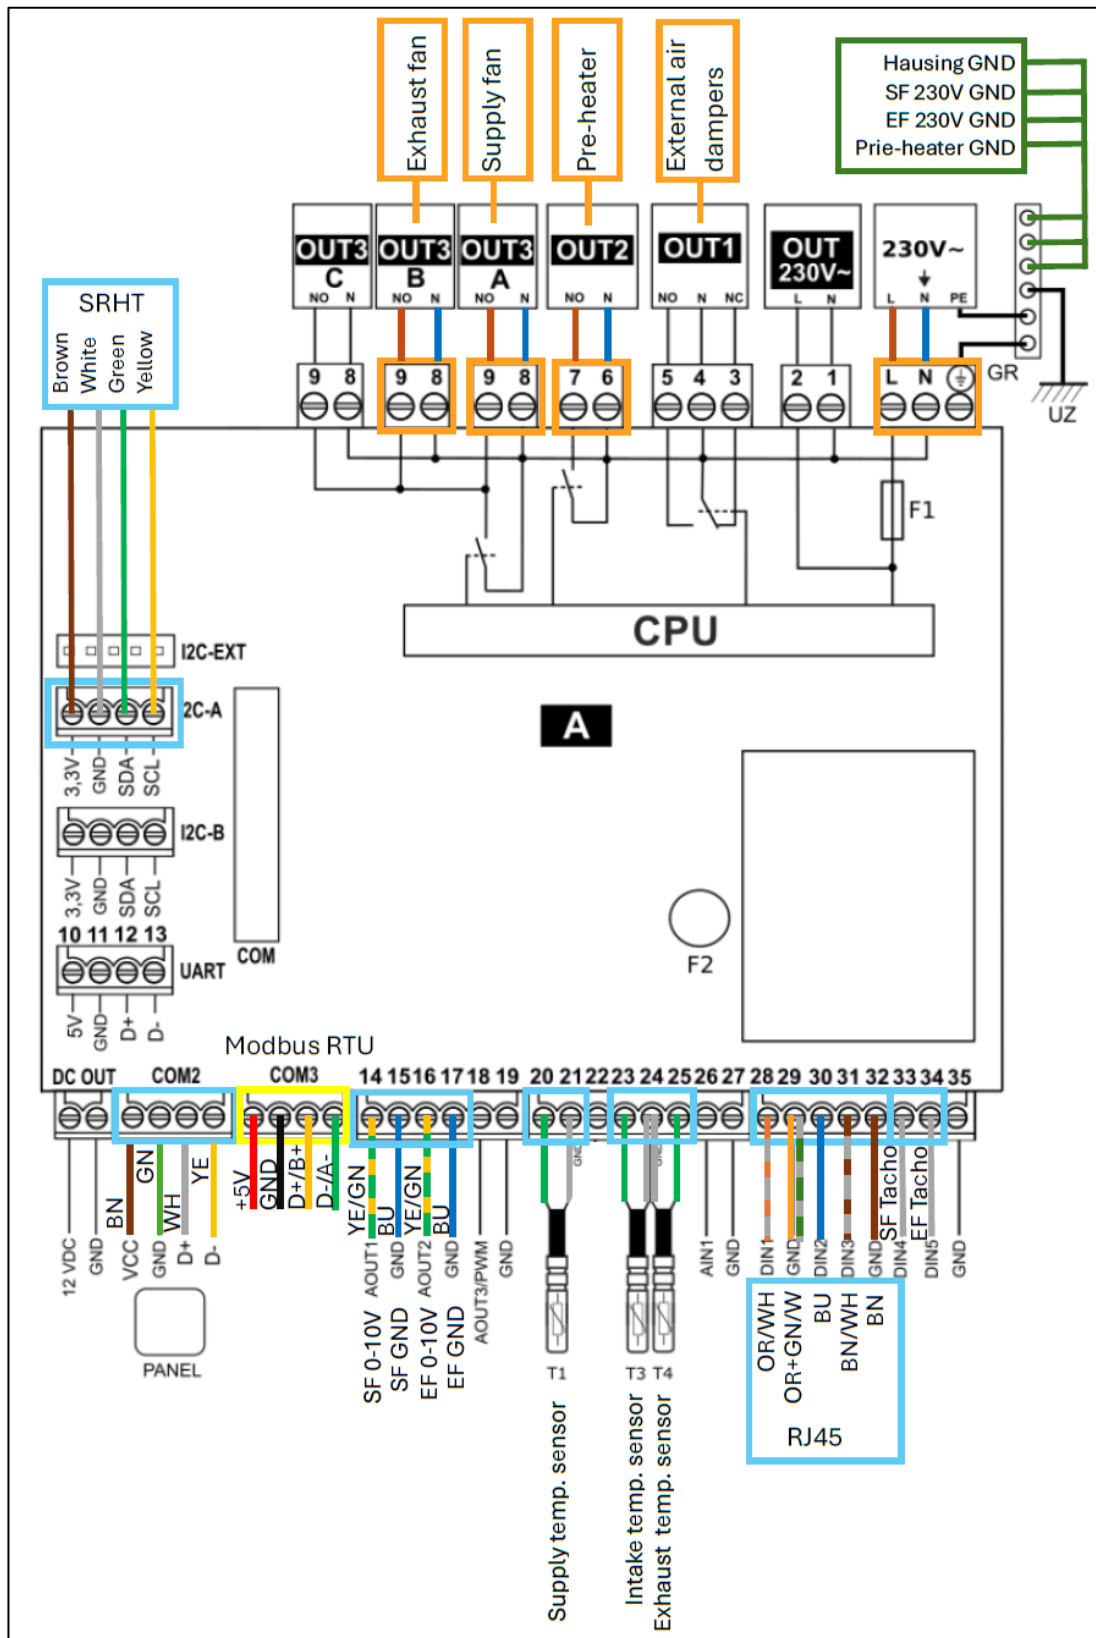 Exhaust fan
Supply fan
Pre-heater
External air
dampers
Hausing GND
SF 230V GND
EF 230V GND
Prie-heater GND
OUT3
C
NO N
OUT3
B
NO N
OUT3
A
NO N
OUT2
NO N
OUT1
NO N NC
OUT
230V~
L N
230V~
L N PE
SRHT
Brown
White
Green
Yellow
9 8
9 8
9 8
7 6
5 4 3
2 1
L N
GR
UZ
F1
CPU
I2C-EXT
2C-A
3,3V
GND
SDA
SCL
A
I2C-B
3,3V
GND
SDA
SCL
10 11 12 13
UART
5V
GND
D+
D-
COM
F2
Modbus RTU
DC OUT
COM2
COM3
14 15 16 17 18 19
20 21 22 23 24 25 26 27
28 29 30 31 32 33 34 35
12 VDC
GND
BN
GN
WH
YE
VCC
GND
D+
D-
PANEL
+5V
GND
D+/B+
D-/A-
YE/GN
BU
YE/GN
BU
AOUT1
GND
AOUT2
GND
AOUT3/PWM
GND
SF 0-10V
SF GND
EF 0-10V
EF GND
GND
GND
T1
T3
T4
Supply temp. sensor
Intake temp. sensor
Exhaust temp. sensor
AIN1
GND
DIN1
GND
DIN2
DIN3
GND
DIN4
DIN5
GND
SF Tacho
EF Tacho
OR/WH
OR+GN/W
BU
BN/WH
BN
RJ45